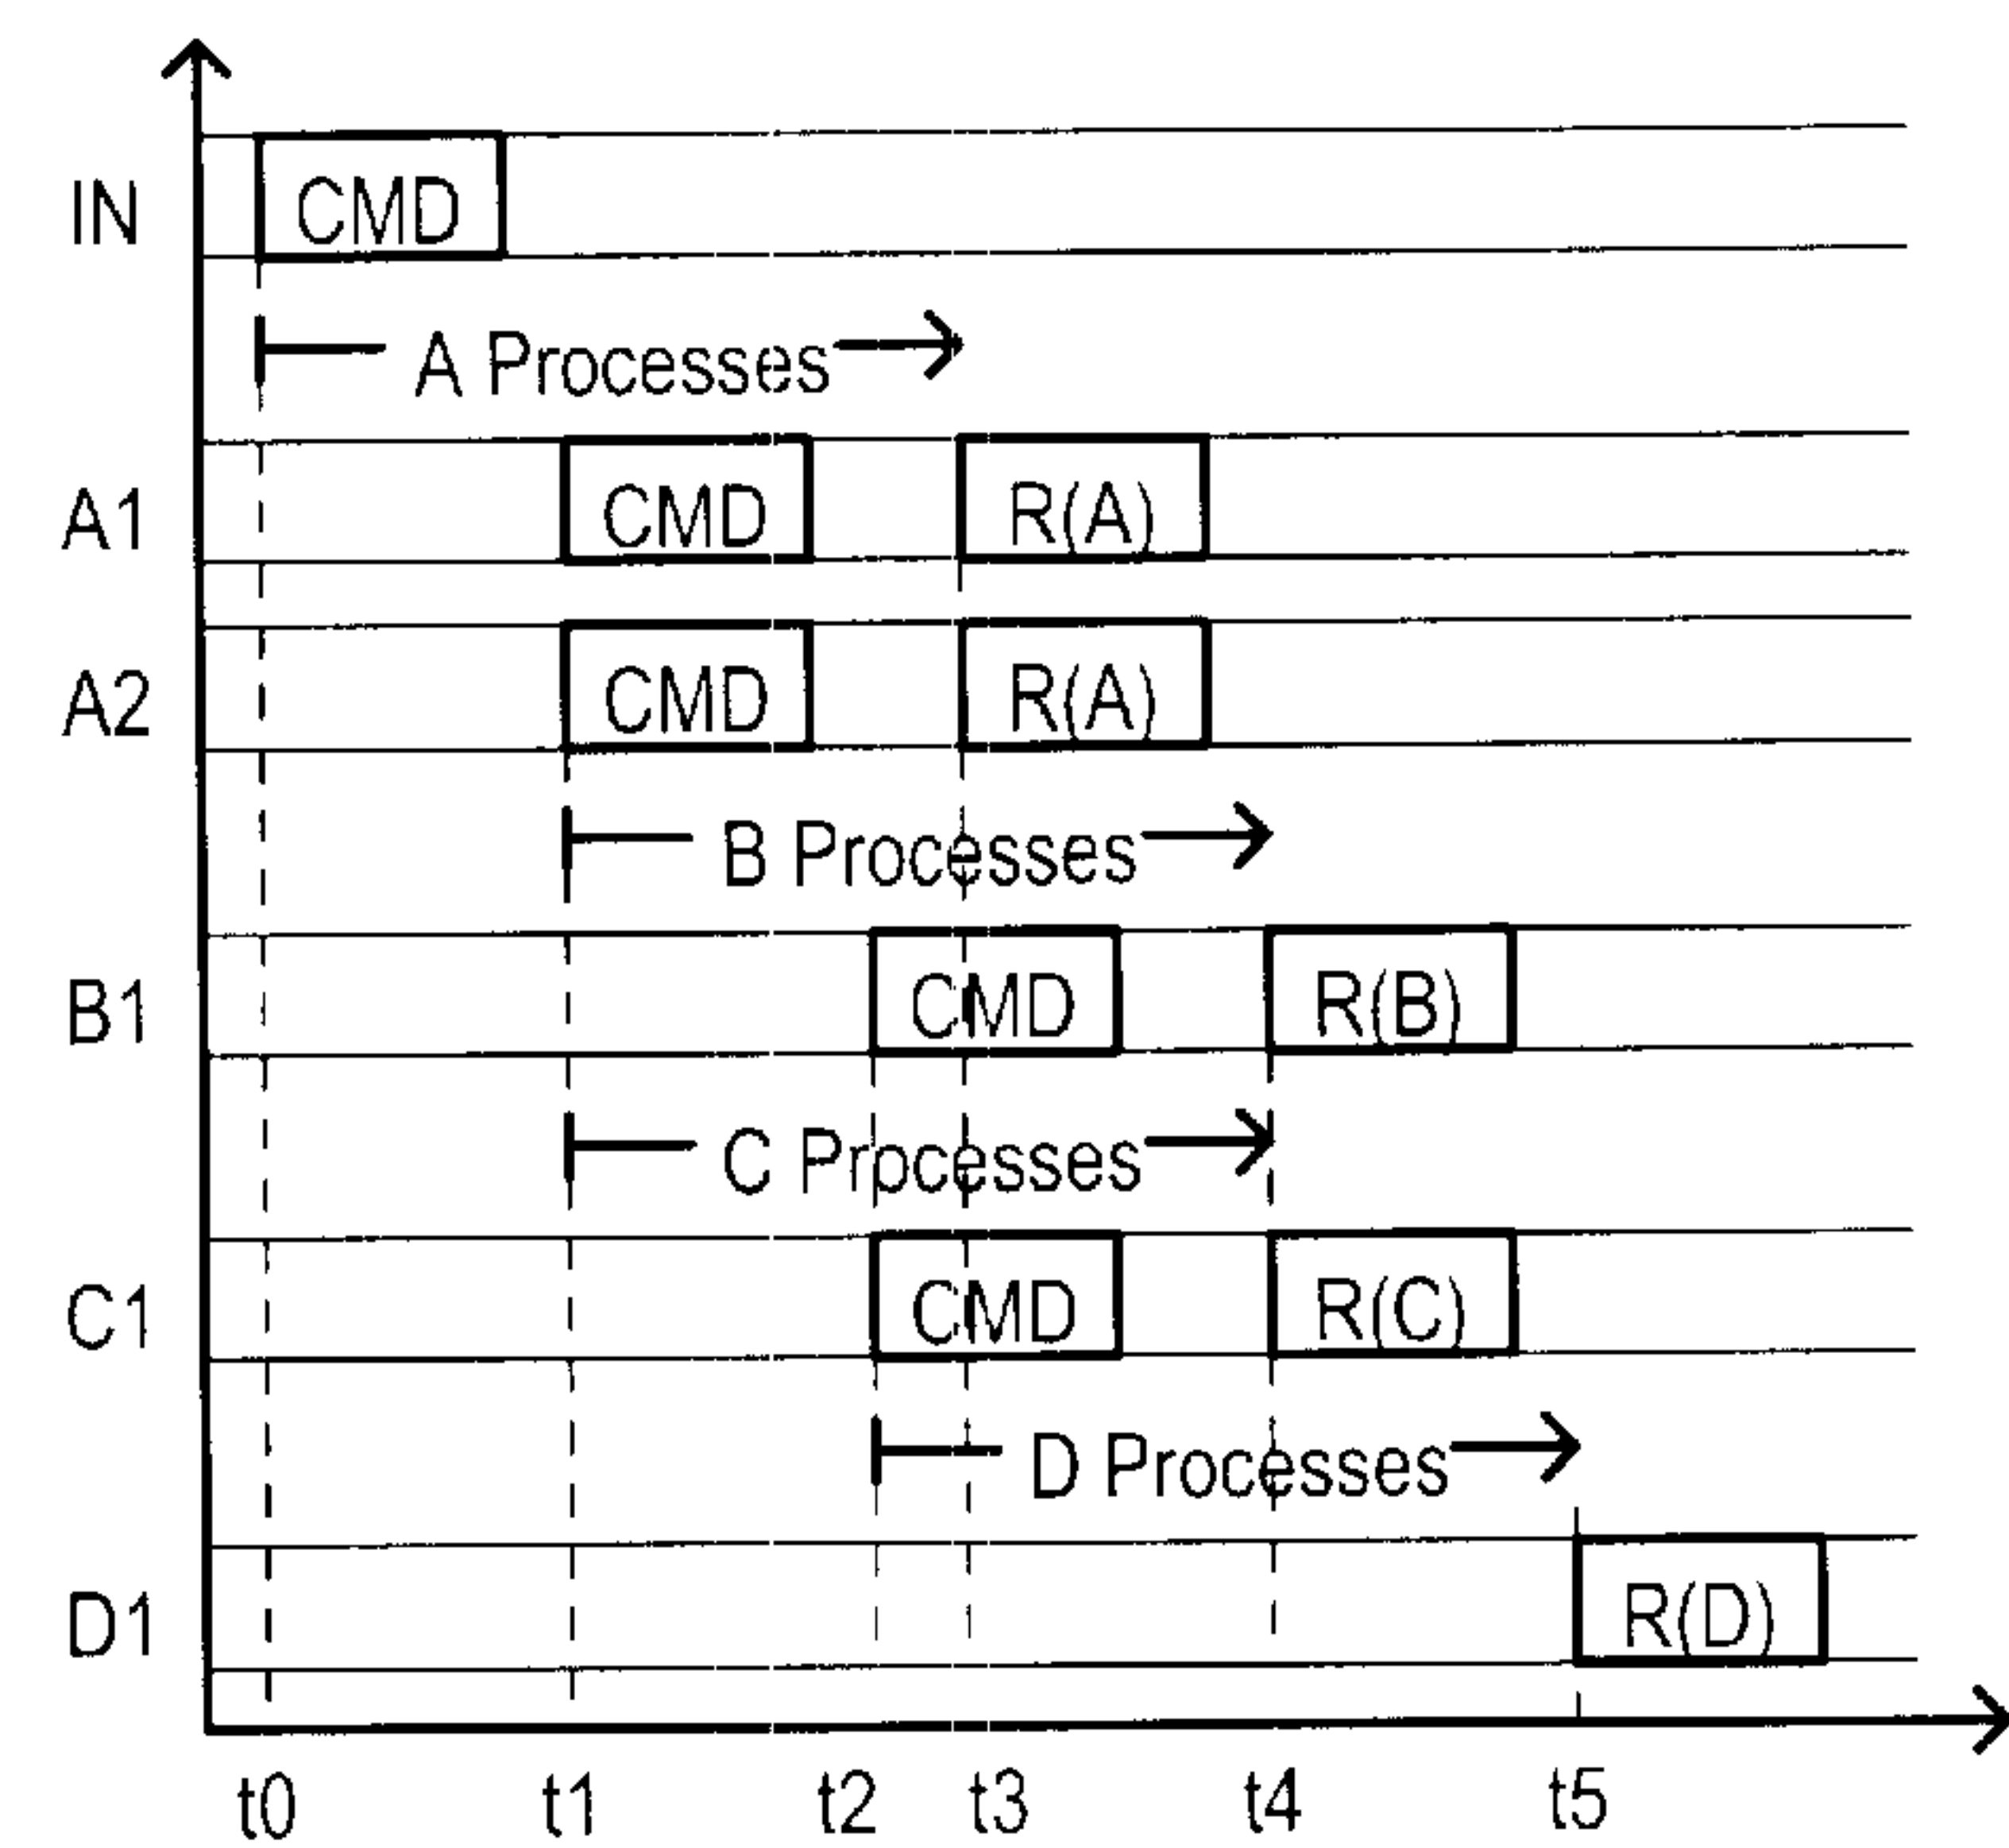 IN CMD
A Processes
A1 CMD R(A)
A2 CMD R(A)
B Processes
B1 CMD R(B)
C Processes
C1 CMD R(C)
D Processes
D1 R(D)
t0 t1 t2 t3 t4 t5